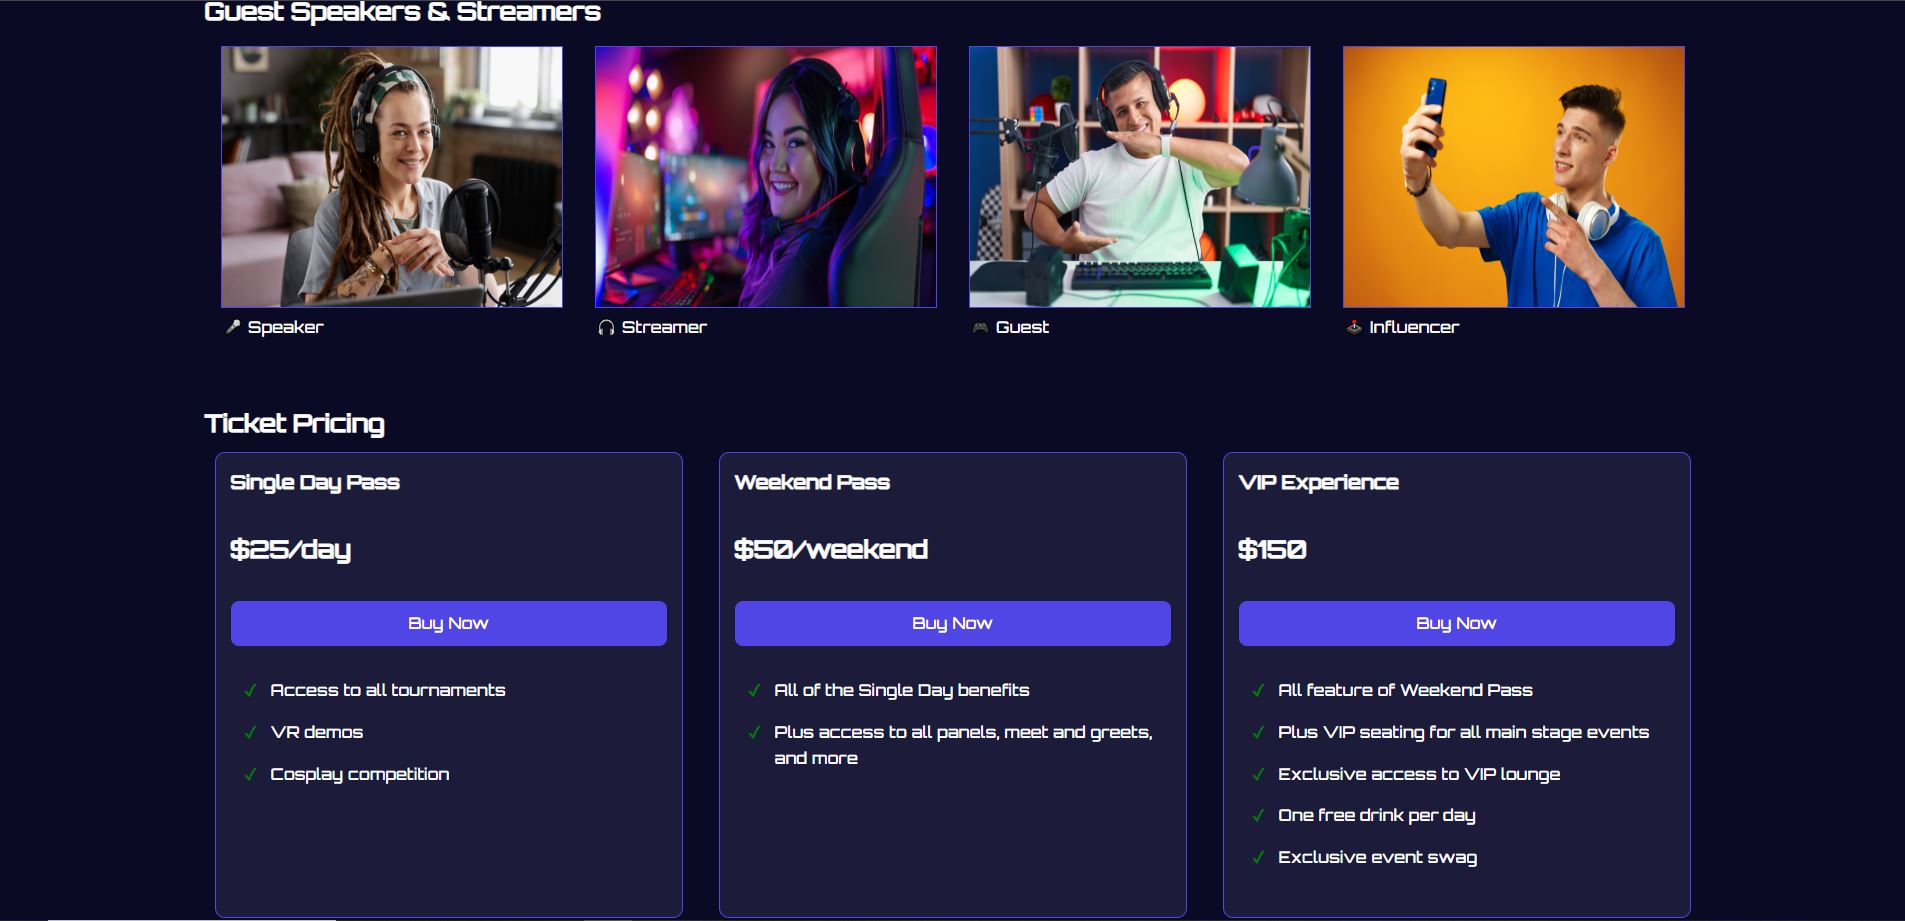 Guest Speakers & Streamers
Speaker
Streamer
Guest
Influencer
Ticket Pricing
Single Day Pass
$25/day
Buy Now
Access to all tournaments
VR demos
Cosplay competition
Weekend Pass
$50/weekend
Buy Now
All of the Single Day benefits
Plus access to all panels, meet and greets,
and more
VIP Experience
$150
Buy Now
All feature of Weekend Pass
Plus VIP seating for all main stage events
Exclusive access to VIP lounge
One free drink per day
Exclusive event swag